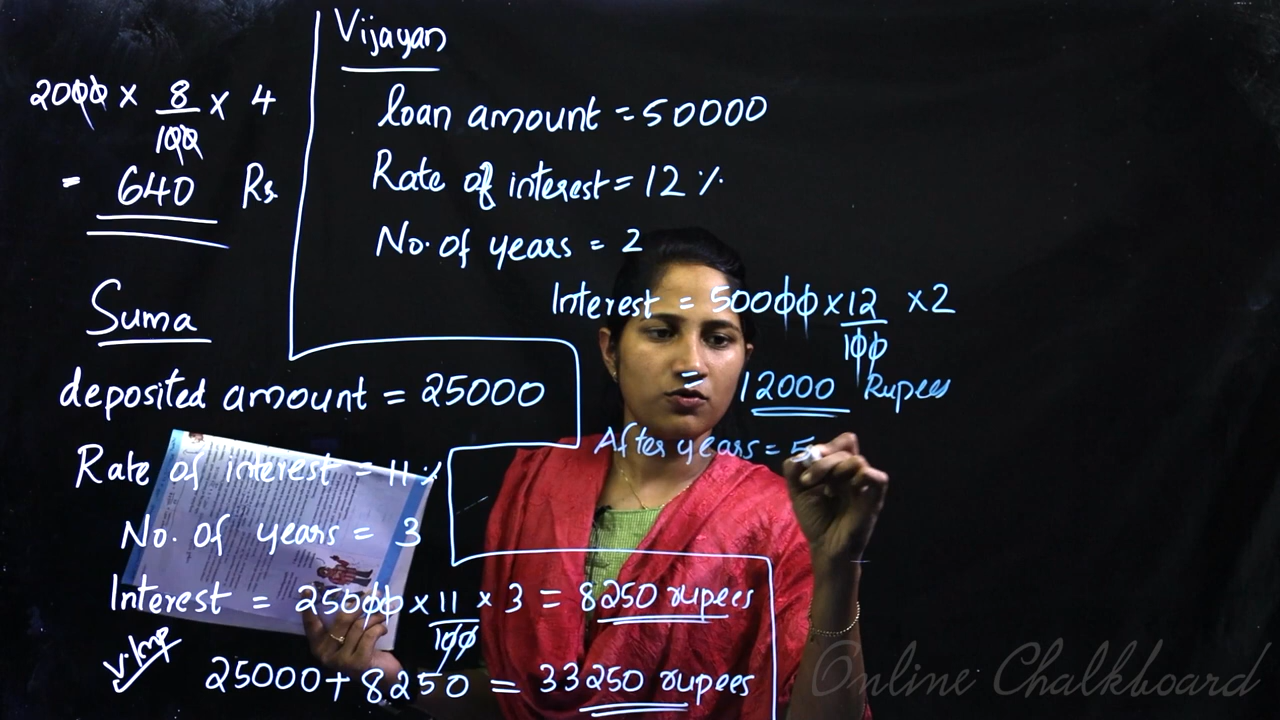 2000 × 8/100 × 4
= 640 Rs
Suma
deposited amount = 25000
Rate of interest = 11 %
No. of years = 3
Interest = 25000 × 11/100 × 3 = 8250 rupees
V.Imp
25000 + 8250 = 33250 rupees
Vijayan
loan amount = 50000
Rate of interest = 12 %
No. of years = 2
Interest = 50000 × 12/100 × 2
= 12000 Rupees
After years = 5
Online Chalkboard